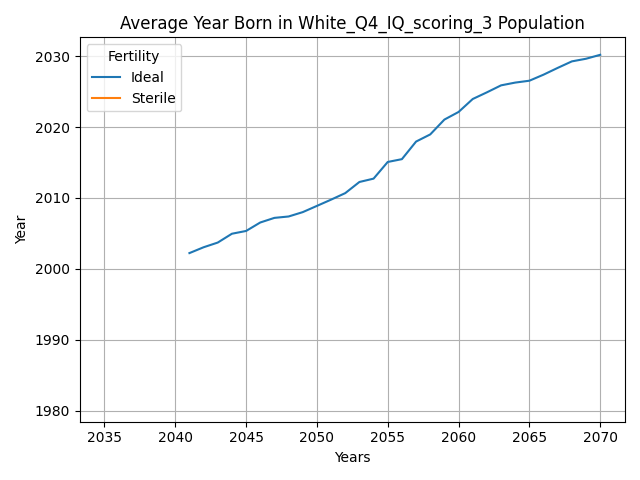 Average Year Born in White_Q4_IQ_scoring_3 Population
Fertility
Ideal
Sterile
2030
2020
2010
2000
1990
1980
Year
2035 2040 2045 2050 2055 2060 2065 2070
Years